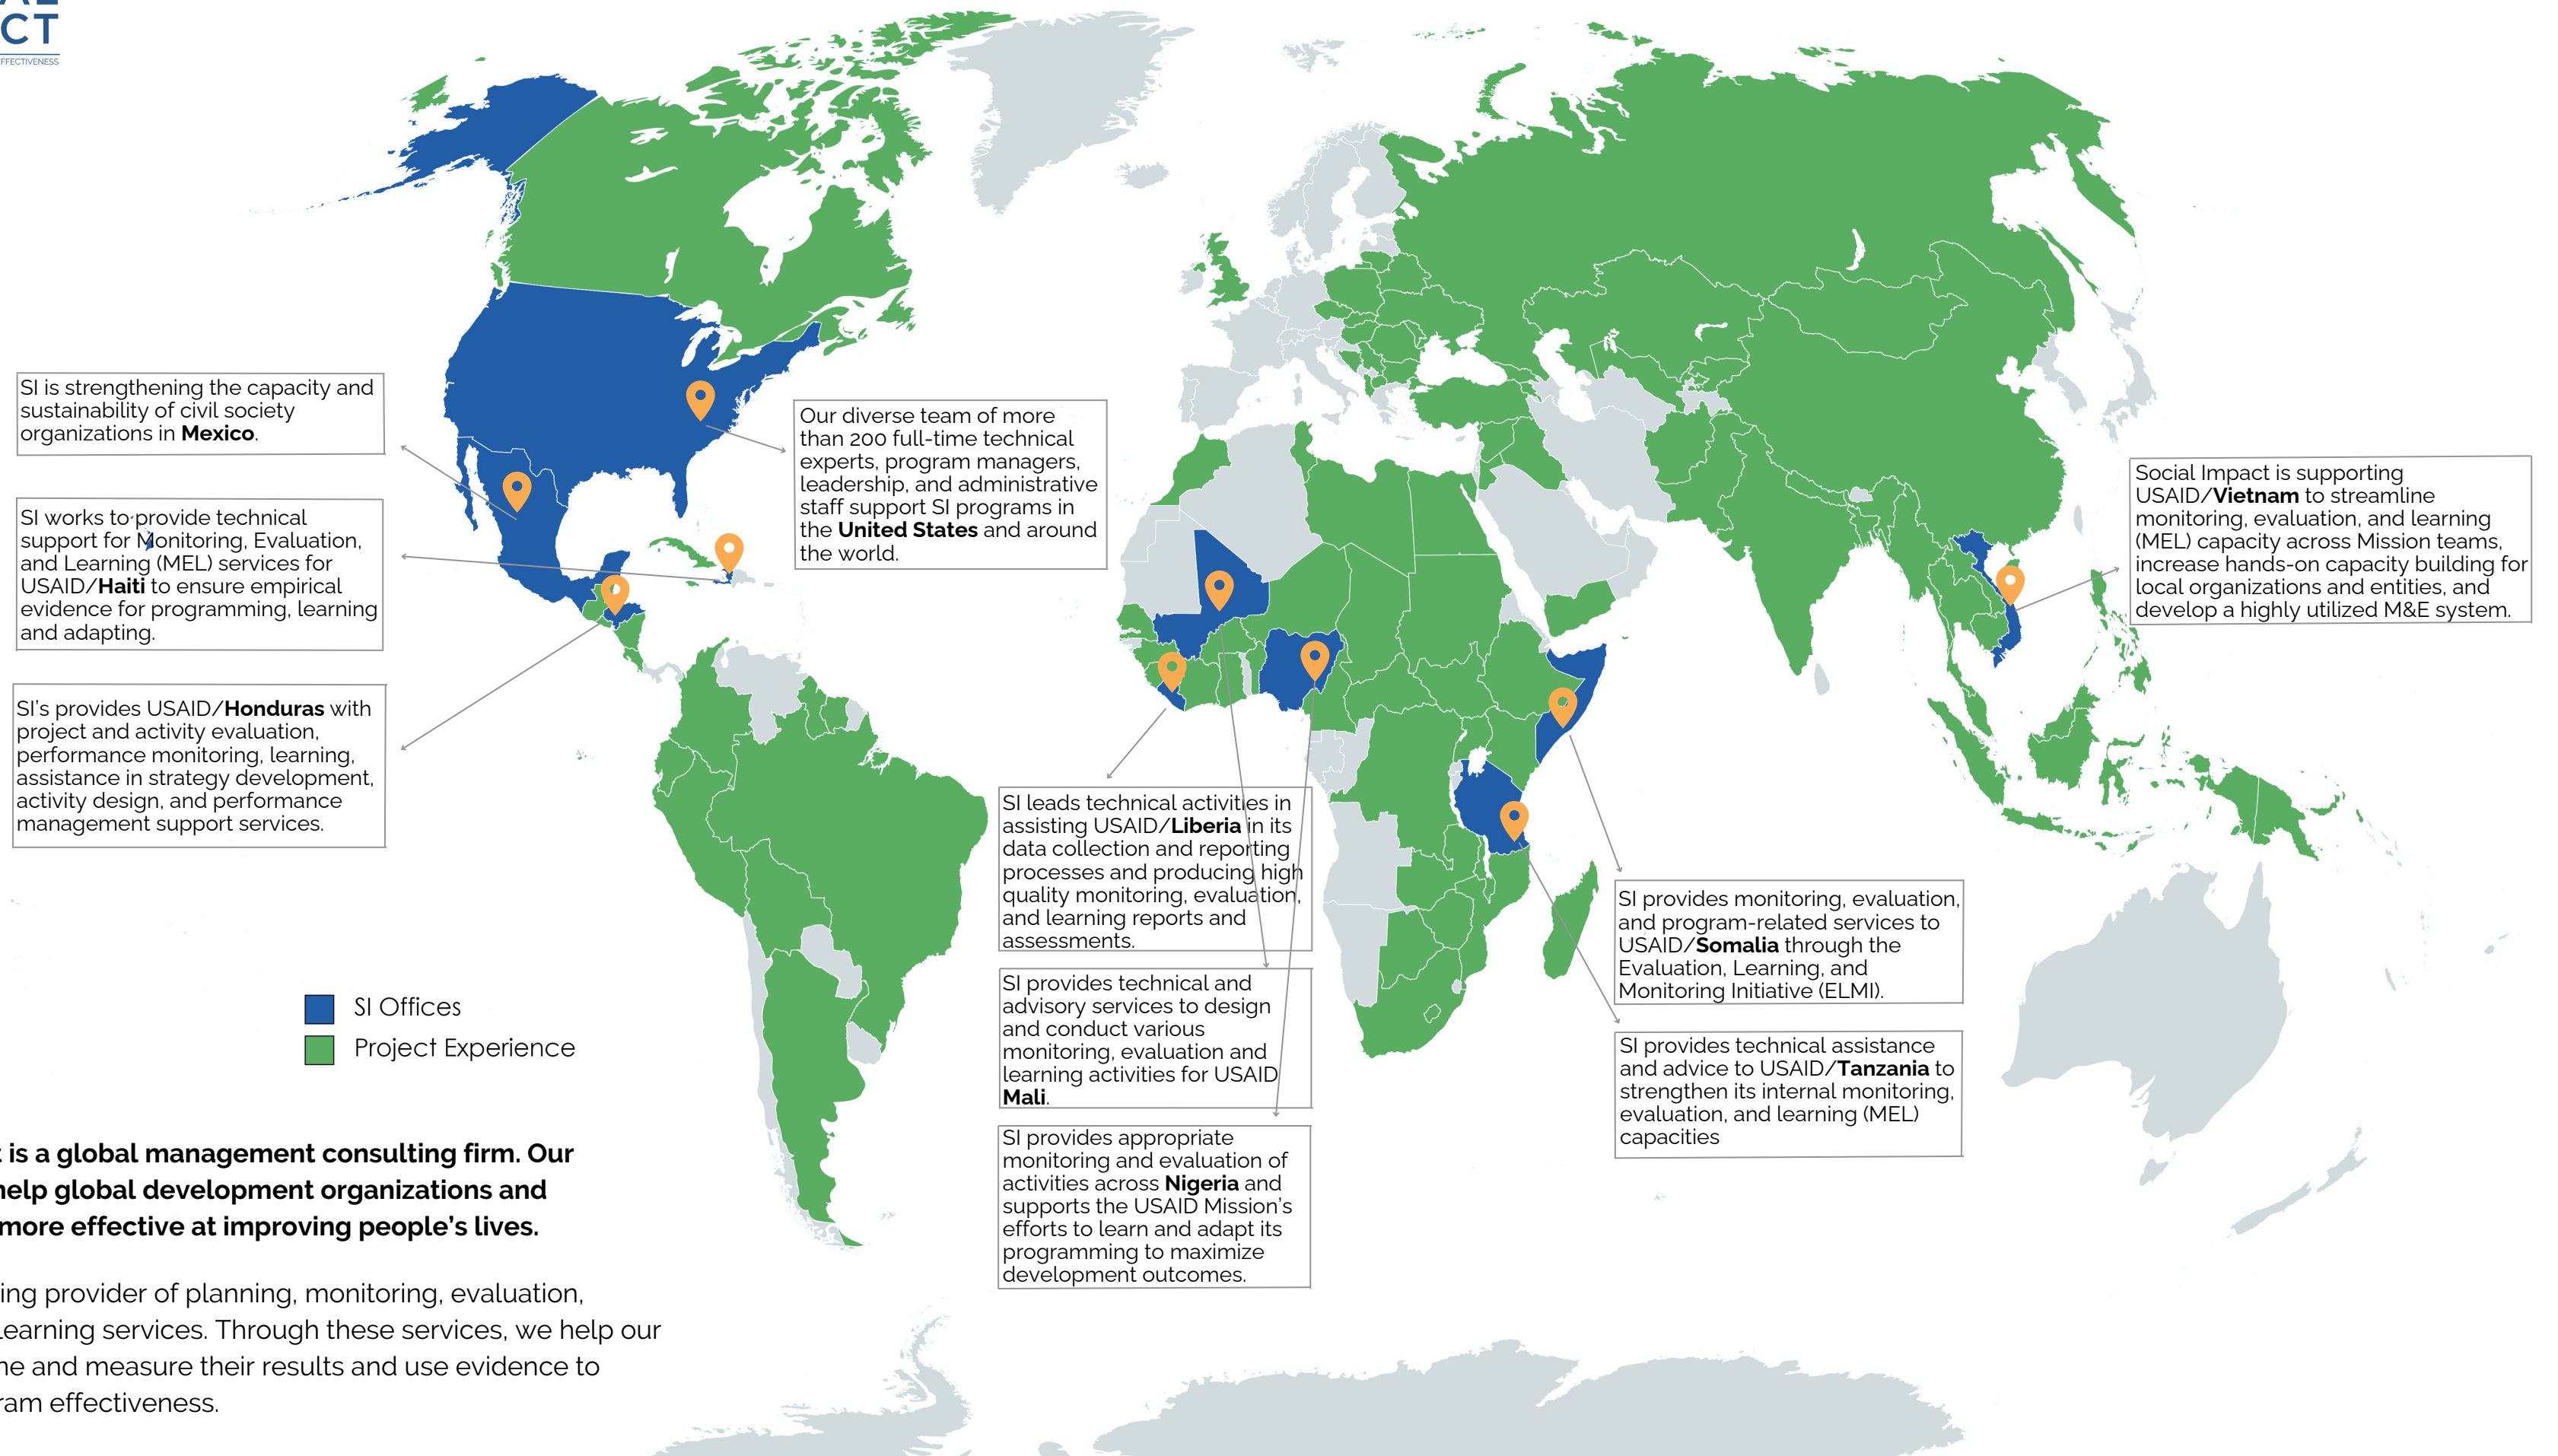 CT
EFFECTIVENESS
SI is strengthening the capacity and
sustainability of civil society
organizations in Mexico.
SI works to provide technical
support for Monitoring, Evaluation,
and Learning (MEL) services for
USAID/Haiti to ensure empirical
evidence for programming, learning
and adapting.
SI's provides USAID/Honduras with
project and activity evaluation,
performance monitoring, learning,
assistance in strategy development,
activity design, and performance
management support services.
Our diverse team of more
than 200 full-time technical
experts, program managers,
leadership, and administrative
staff support SI programs in
the United States and around
the world.
Social Impact is supporting
USAID/Vietnam to streamline
monitoring, evaluation, and learning
(MEL) capacity across Mission teams,
increase hands-on capacity building for
local organizations and entities, and
develop a highly utilized M&E system.
SI leads technical activities in
assisting USAID/Liberia in its
data collection and reporting
processes and producing high
quality monitoring, evaluation,
and learning reports and
assessments.
SI provides technical and
advisory services to design
and conduct various
monitoring, evaluation and
learning activities for USAID
Mali.
SI provides appropriate
monitoring and evaluation of
activities across Nigeria and
supports the USAID Mission's
efforts to learn and adapt its
programming to maximize
development outcomes.
SI provides monitoring, evaluation,
and program-related services to
USAID/Somalia through the
Evaluation, Learning, and
Monitoring Initiative (ELMI).
SI provides technical assistance
and advice to USAID/Tanzania to
strengthen its internal monitoring,
evaluation, and learning (MEL)
capacities
SI Offices
Project Experience
is a global management consulting firm. Our
help global development organizations and
more effective at improving people's lives.
ing provider of planning, monitoring, evaluation,
learning services. Through these services, we help our
ne and measure their results and use evidence to
ram effectiveness.